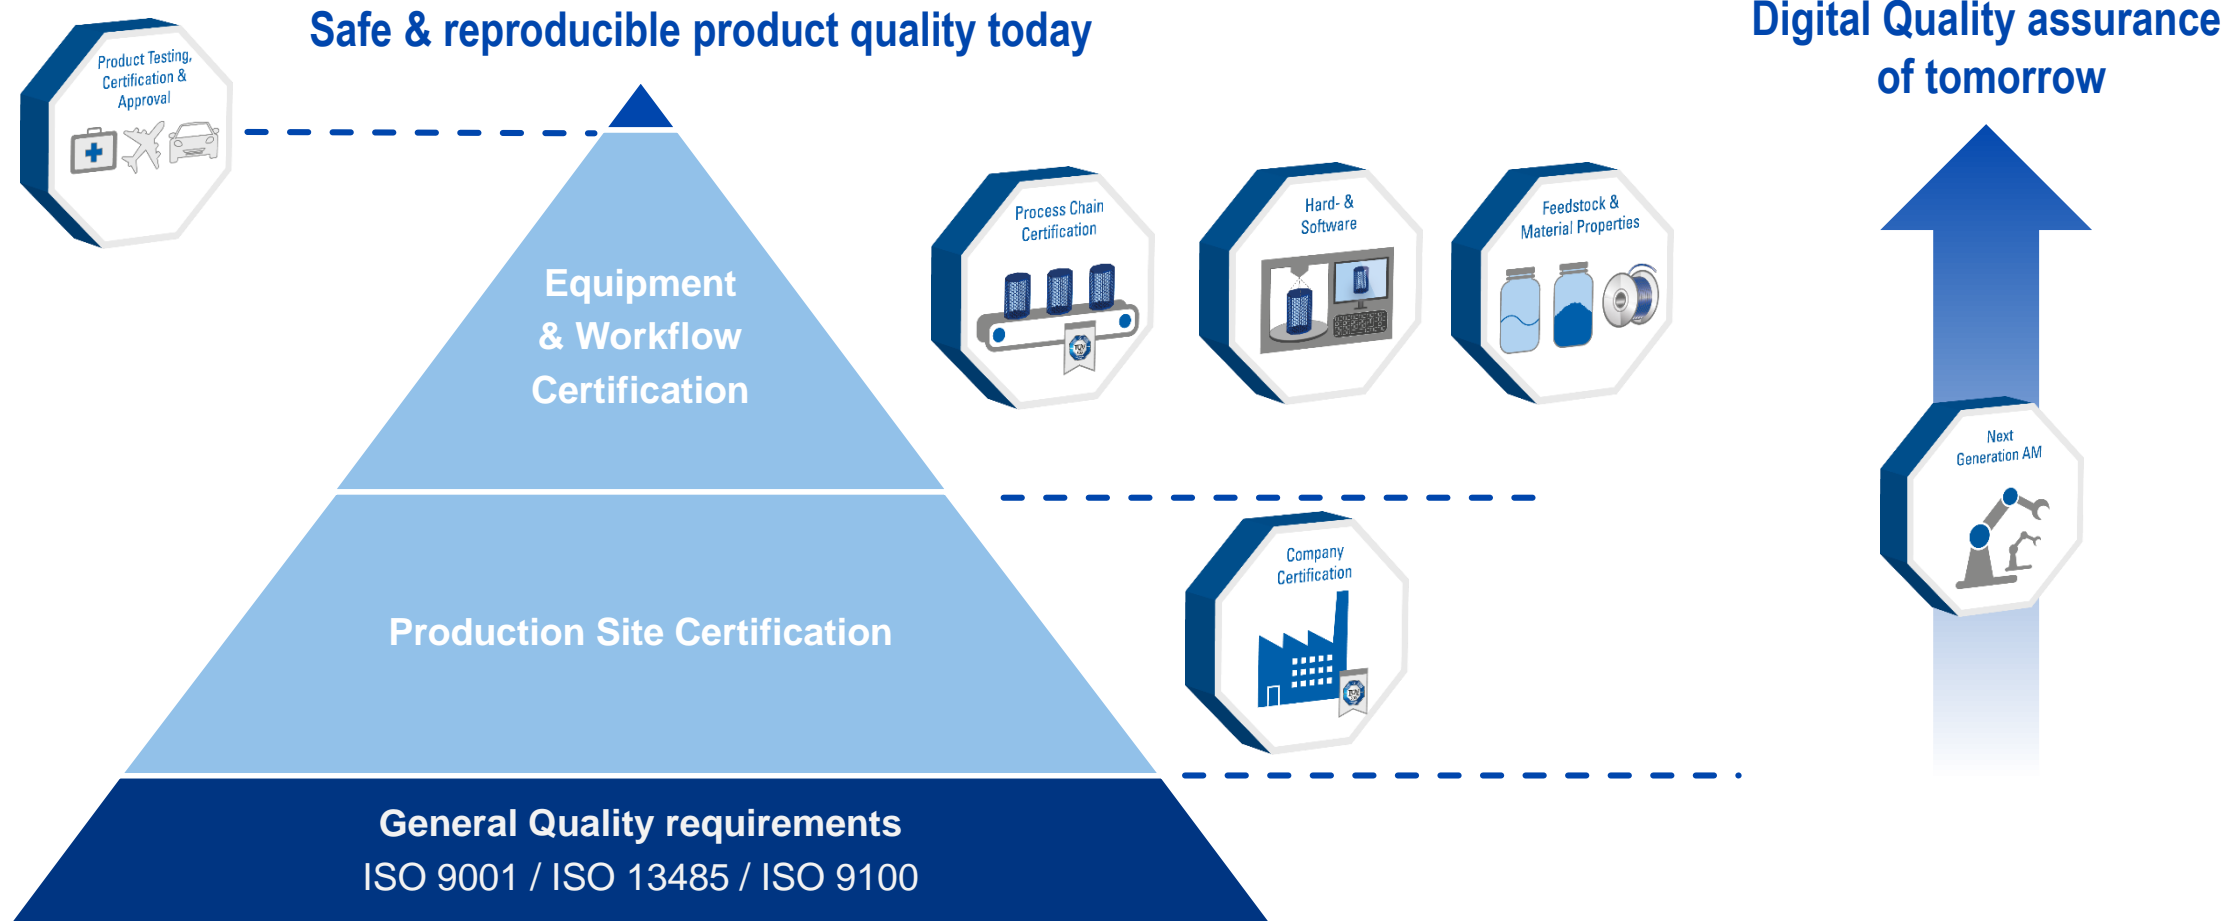 Safe & reproducible product quality today
Digital Quality assurance
of tomorrow
Product Testing,
Certification &
Approval
Process Chain
Certification
Hard- &
Software
Feedstock &
Material Properties
Equipment
& Workflow
Certification
Next
Generation AM
Company
Certification
Production Site Certification
General Quality requirements
ISO 9001 / ISO 13485 / ISO 9100